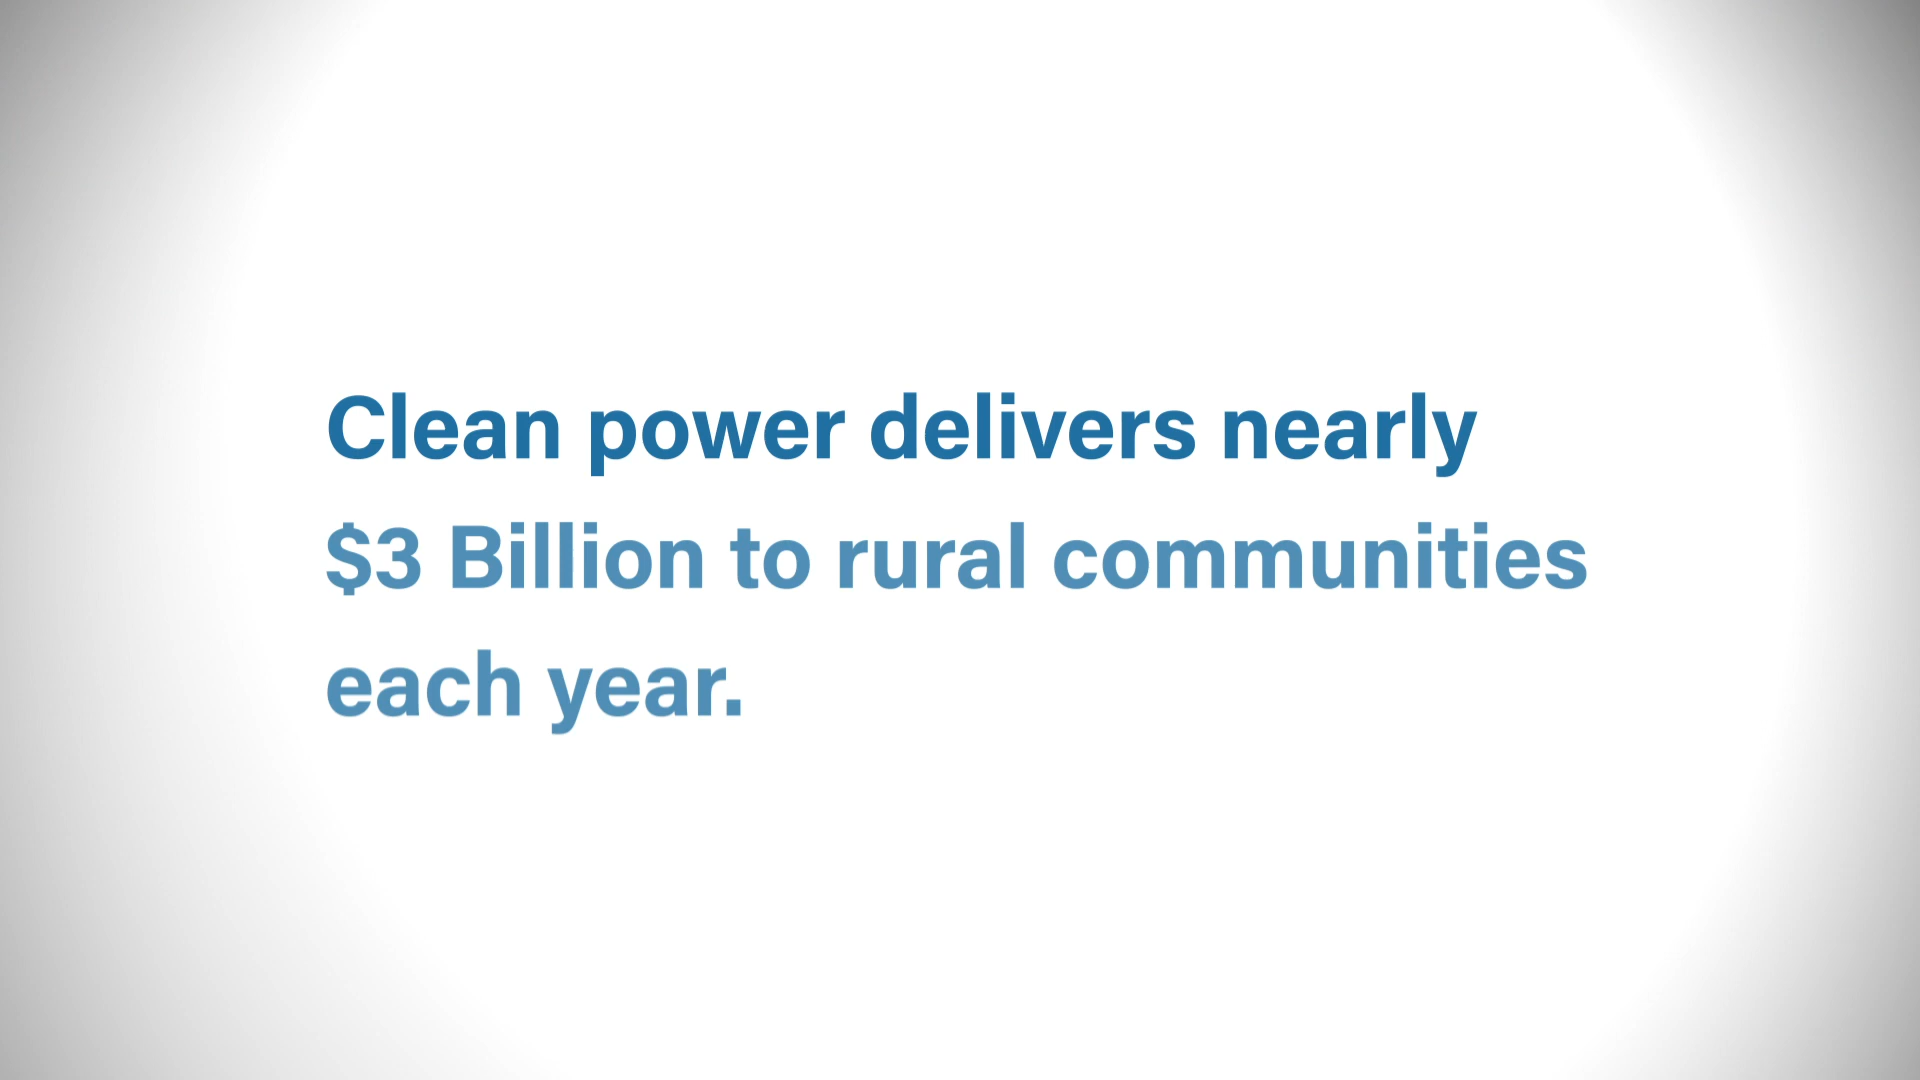 Clean power delivers nearly
$3 Billion to rural communities
each year.